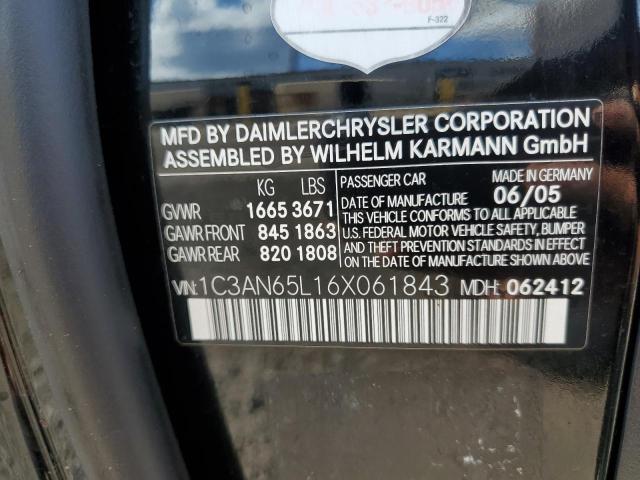 F-322
MFD BY DAIMLERCHRYSLER CORPORATION
ASSEMBLED BY WILHELM KARMANN GmbH
KG LBS
GVWR 1665 3671
GAWR FRONT 845 1863
GAWR REAR 820 1808
PASSENGER CAR MADE IN GERMANY
DATE OF MANUFACTURE 06/05
THIS VEHICLE CONFORMS TO ALL APPLICABLE
U.S. FEDERAL MOTOR VEHICLE SAFETY, BUMPER
AND THEFT PREVENTION STANDARDS IN EFFECT
ON THE DATE OF MANUFACTURE SHOWN ABOVE
VIN: 1C3AN65L16X061843 MDH: 062412